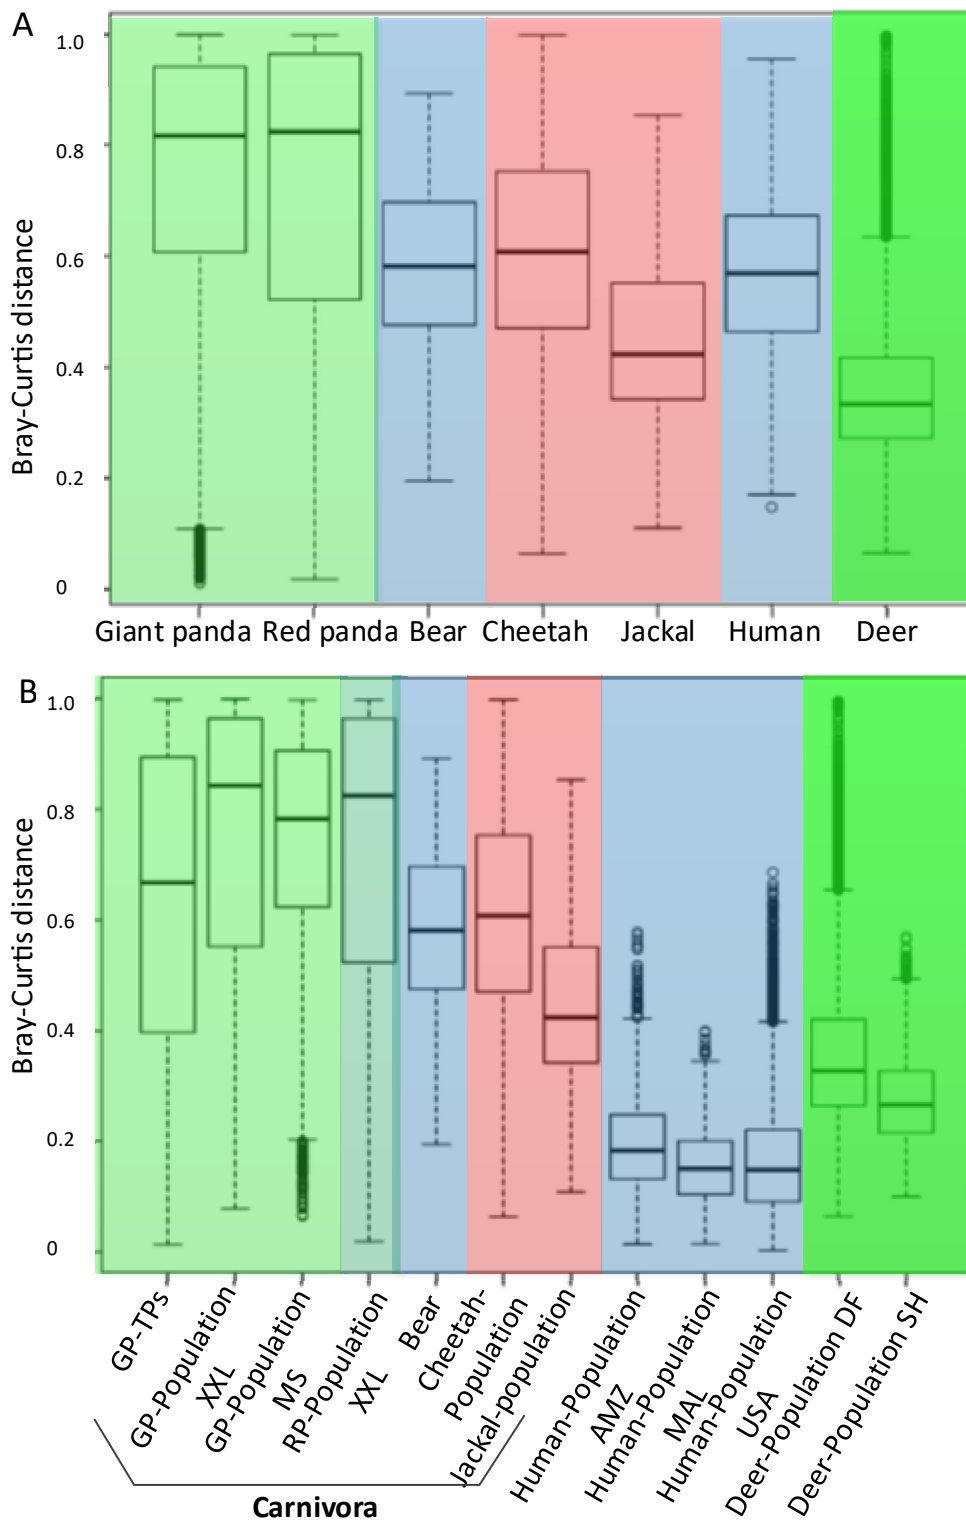 A
1.0
0.8
0.6
0.4
0.2
0
Bray-Curtis distance
Giant panda Red panda Bear Cheetah Jackal Human Deer
B
1.0
0.8
0.6
0.4
0.2
0
Bray-Curtis distance
GP-TPs
GP-Population
XXL
GP-Population
MS
RP-Population
XXL
Bear
Cheetah-
Population
Jackal-population
Human-Population
AMZ
Human-Population
MAL
Human-Population
USA
Deer-Population DF
Deer-Population SH
Carnivora